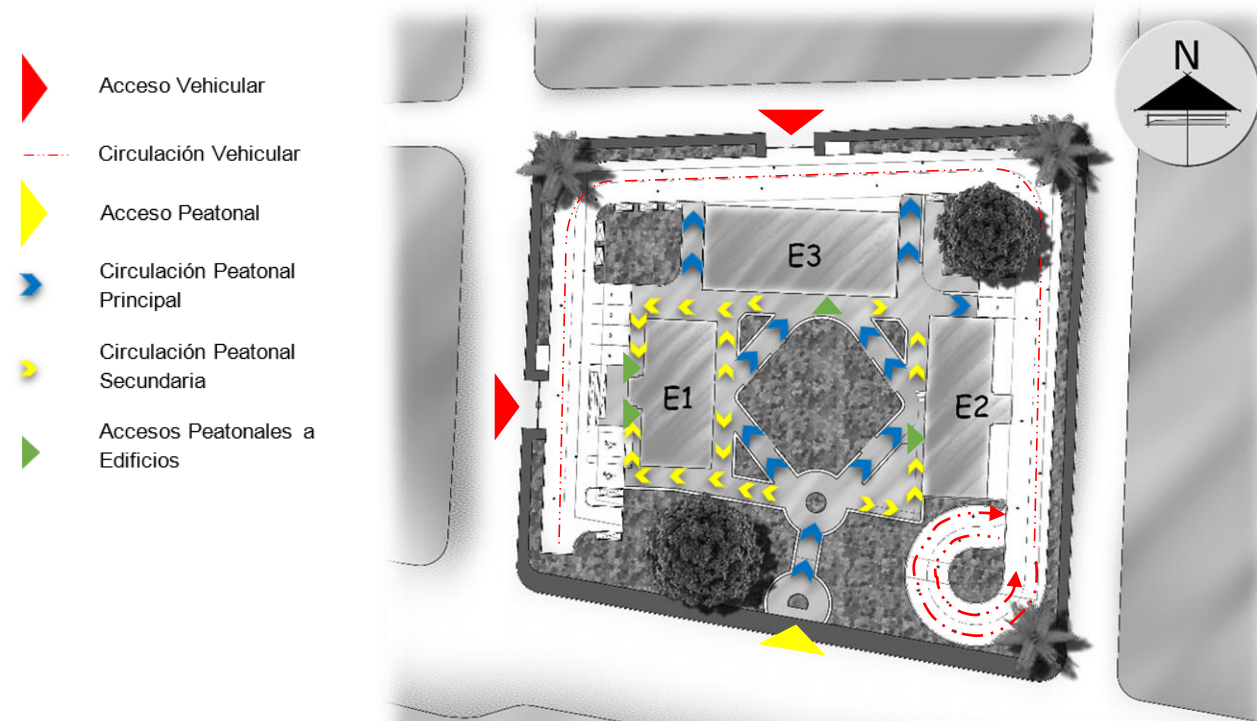 Acceso Vehicular
Circulación Vehicular
Acceso Peatonal
Circulación Peatonal
Principal
Circulación Peatonal
Secundaria
Accesos Peatonales a
Edificios
N
E3
E1
E2